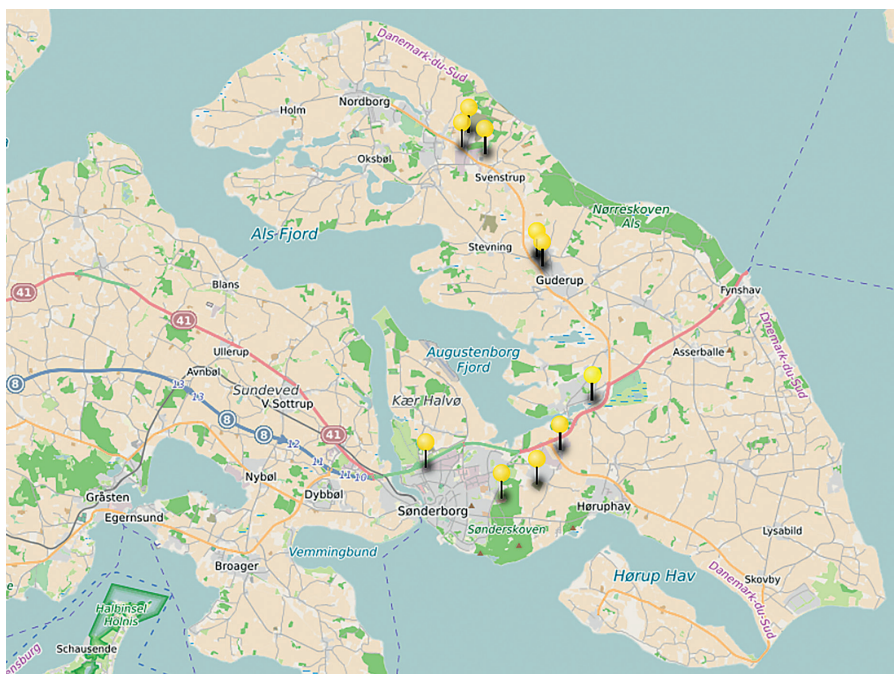 Danemark-du-Sud
Nordborg
Holm
Oksbøl
Svenstrup
Nørreskoven
Als
Als Fjord
Stevning
Guderup
Blans
Fynshav
41
41
Danemark-du-Sud
Ullerup
Augustenborg
Fjord
Asserballe
Avnbøl
8
13
13
Sundeved
Kær Halvø
V.Sottrup
8
8
12
41
11
11
10
Nybøl
Dybbøl
Gråsten
Egernsund
Sønderborg
Høruphav
Sønderskoven
Lysabild
Vemmingbund
Broager
Hørup Hav
Skovby
Danemark-du-Sud
Halbinsel
Holnis
Schausende